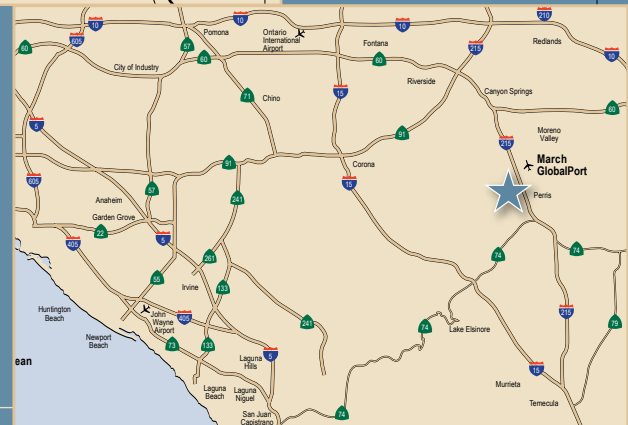 10
10
210
605
Pomona
Ontario
International
Airport
57
60
60
Fontana
60
215
Redlands
10
City of Industry
Riverside
Canyon Springs
15
71
Chino
60
5
91
Moreno
Valley
215
March
GlobalPort
91
Corona
605
57
15
Perris
241
Anaheim
Garden Grove
22
405
5
261
74
74
55
133
Irvine
Huntington
Beach
John
Wayne
Airport
405
241
215
79
74
Lake Elsinore
Newport
Beach
73
133
ean
Laguna
Hills
5
15
Murrieta
Laguna
Beach
Laguna
Niguel
Temecula
San Juan
Capistrano
74